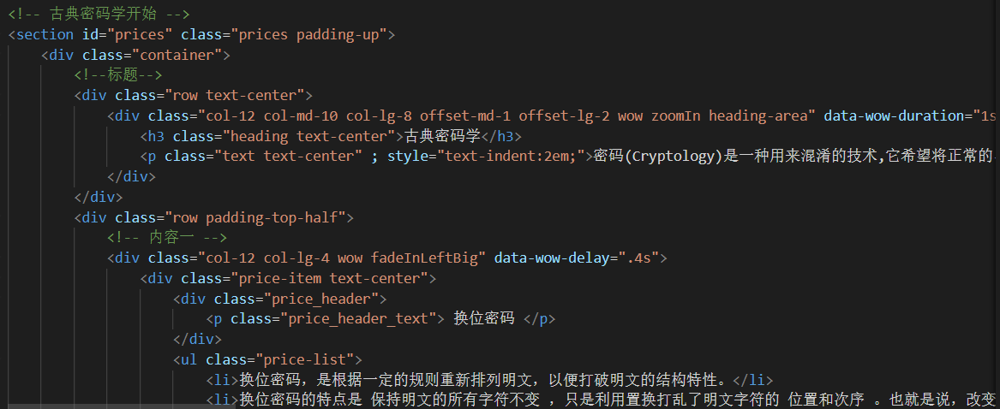 <!-- 古典密码学开始 -->
<section id="prices" class="prices padding-up">
<div class="container">
<!--标题-->
<div class="row text-center">
<div class="col-12 col-md-10 col-lg-8 offset-md-1 offset-lg-2 wow zoomIn heading-area" data-wow-duration="1s
<h3 class="heading text-center">古典密码学</h3>
<p class="text text-center" ; style="text-indent:2em;">密码(Cryptology)是一种用来混淆的技术,它希望将正常的
</div>
</div>
<div class="row padding-top-half">
<!-- 内容一 -->
<div class="col-12 col-lg-4 wow fadeInLeftBig" data-wow-delay=".4s">
<div class="price-item text-center">
<div class="price_header">
<p class="price_header_text"> 换位密码 </p>
</div>
<ul class="price-list">
<li>换位密码，是根据一定的规则重新排列明文，以便打破明文的结构特性。</li>
<li>换位密码的特点是 保持明文的所有字符不变 ，只是利用置换打乱了明文字符的 位置和次序 。也就是说，改变